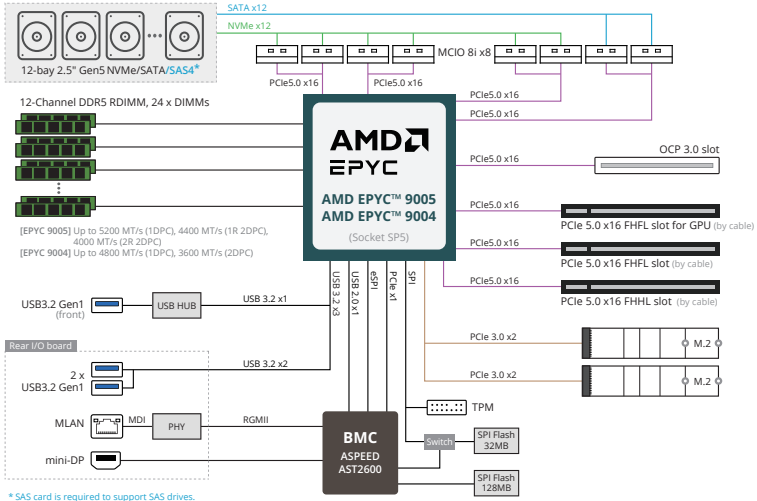 SATA x12
NVMe x12
MCIO 8i x8
12-bay 2.5" Gen5 NVMe/SATA/SAS4*
PCIe5.0 x16
PCIe5.0 x16
PCIe5.0 x16
PCIe5.0 x16
12-Channel DDR5 RDIMM, 24 x DIMMs
AMD
EPYC
AMD EPYC™ 9005
AMD EPYC™ 9004
(Socket SP5)
OCP 3.0 slot
PCIe5.0 x16
PCIe5.0 x16
PCIe 5.0 x16 FHFL slot for GPU (by cable)
PCIe5.0 x16
PCIe 5.0 x16 FHFL slot (by cable)
PCIe5.0 x16
PCIe 5.0 x16 FHHL slot (by cable)
[EPYC 9005] Up to 5200 MT/s (1DPC), 4400 MT/s (1R 2DPC),
4000 MT/s (2R 2DPC)
[EPYC 9004] Up to 4800 MT/s (1DPC), 3600 MT/s (2DPC)
USB 3.2 x3
USB 2.0 x1
eSPI
PCIe x1
SPI
USB3.2 Gen1
(front)
USB HUB
USB 3.2 x1
PCIe 3.0 x2
M.2
PCIe 3.0 x2
M.2
Rear I/O board
2 x
USB3.2 Gen1
USB 3.2 x2
MLAN
MDI
PHY
RGMII
mini-DP
BMC
ASPEED
AST2600
TPM
Switch
SPI Flash
32MB
SPI Flash
128MB
* SAS card is required to support SAS drives.